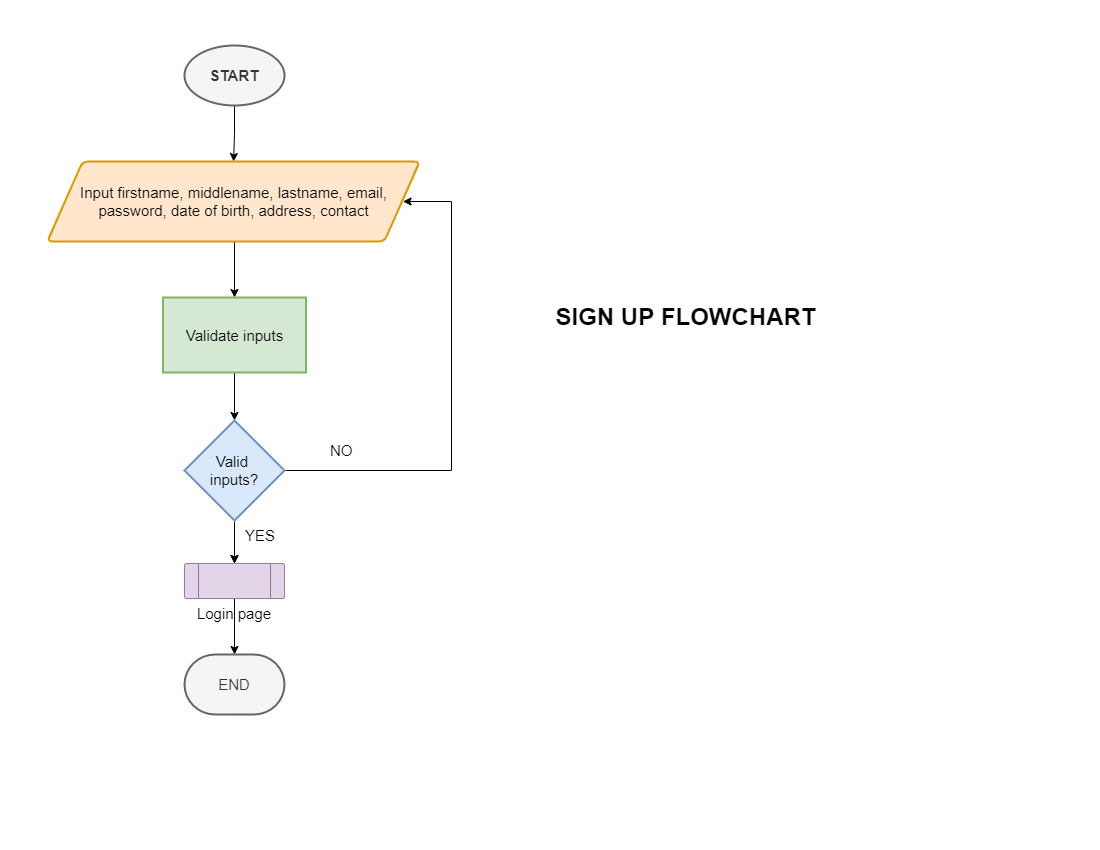 START
Input firstname, middlename, lastname, email,
password, date of birth, address, contact
SIGN UP FLOWCHART
Validate inputs
NO
Valid
inputs?
YES
Login page
END